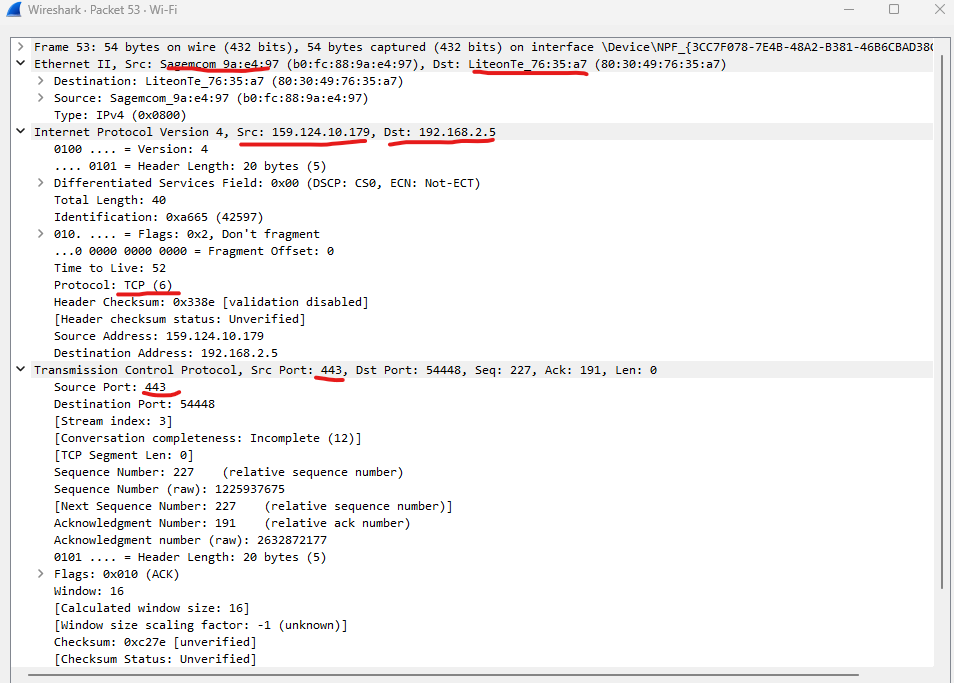 Wireshark · Packet 53 · Wi-Fi
Frame 53: 54 bytes on wire (432 bits), 54 bytes captured (432 bits) on interface \Device\NPF_{3CC7F078-7E4B-48A2-B381-46B6CBAD38
Ethernet II, Src: Sagemcom_9a:e4:97 (b0:fc:88:9a:e4:97), Dst: LiteonTe_76:35:a7 (80:30:49:76:35:a7)
Destination: LiteonTe_76:35:a7 (80:30:49:76:35:a7)
Source: Sagemcom_9a:e4:97 (b0:fc:88:9a:e4:97)
Type: IPv4 (0x0800)
Internet Protocol Version 4, Src: 159.124.10.179, Dst: 192.168.2.5
0100 .... = Version: 4
.... 0101 = Header Length: 20 bytes (5)
Differentiated Services Field: 0x00 (DSCP: CS0, ECN: Not-ECT)
Total Length: 40
Identification: 0xa665 (42597)
010. .... = Flags: 0x2, Don't fragment
...0 0000 0000 0000 = Fragment Offset: 0
Time to Live: 52
Protocol: TCP (6)
Header Checksum: 0x338e [validation disabled]
[Header checksum status: Unverified]
Source Address: 159.124.10.179
Destination Address: 192.168.2.5
Transmission Control Protocol, Src Port: 443, Dst Port: 54448, Seq: 227, Ack: 191, Len: 0
Source Port: 443
Destination Port: 54448
[Stream index: 3]
[Conversation completeness: Incomplete (12)]
[TCP Segment Len: 0]
Sequence Number: 227    (relative sequence number)
Sequence Number (raw): 1225937675
[Next Sequence Number: 227    (relative sequence number)]
Acknowledgment Number: 191    (relative ack number)
Acknowledgment number (raw): 2632872177
0101 .... = Header Length: 20 bytes (5)
Flags: 0x010 (ACK)
Window: 16
[Calculated window size: 16]
[Window size scaling factor: -1 (unknown)]
Checksum: 0xc27e [unverified]
[Checksum Status: Unverified]